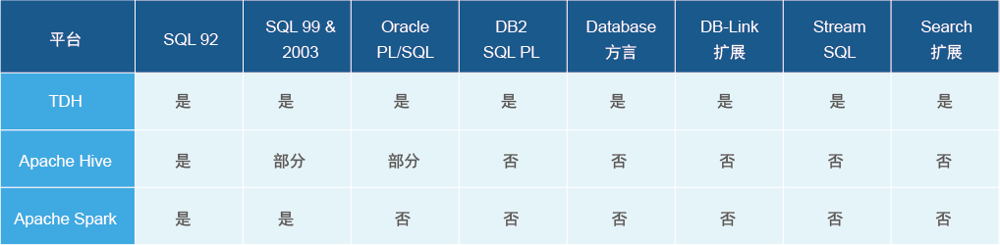 平台 SQL 92 SQL 99 & 2003 Oracle PL/SQL DB2 SQL PL Database 方言 DB-Link 扩展 Stream SQL Search 扩展
TDH 是 是 是 是 是 是 是 是
Apache Hive 是 部分 部分 否 否 否 否 否
Apache Spark 是 是 否 否 否 否 否 否